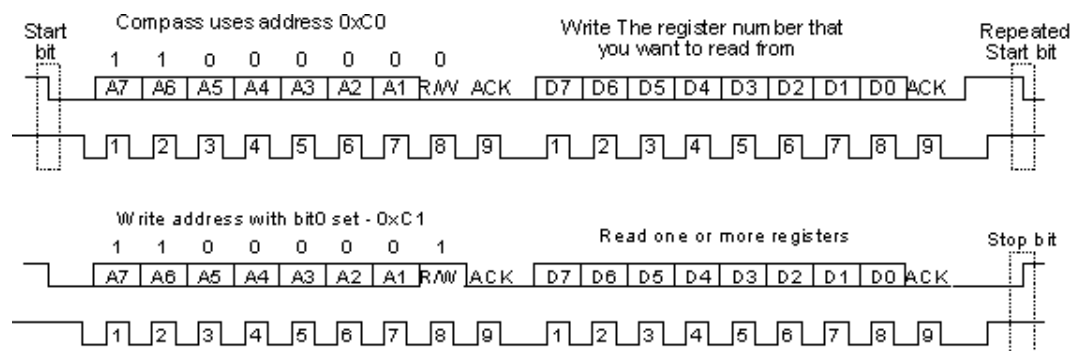 Compass uses address 0xC0
Write The register number that
you want to read from
Start
bit
Repeated
Start bit
1 1 0 0 0 0 0 0
A7 A6 A5 A4 A3 A2 A1 R/W ACK D7 D6 D5 D4 D3 D2 D1 D0 ACK
1 2 3 4 5 6 7 8 9 1 2 3 4 5 6 7 8 9
Write address with bit0 set - 0xC1
Read one or more registers
Stop bit
1 1 0 0 0 0 0 1
A7 A6 A5 A4 A3 A2 A1 R/W ACK D7 D6 D5 D4 D3 D2 D1 D0 ACK
1 2 3 4 5 6 7 8 9 1 2 3 4 5 6 7 8 9